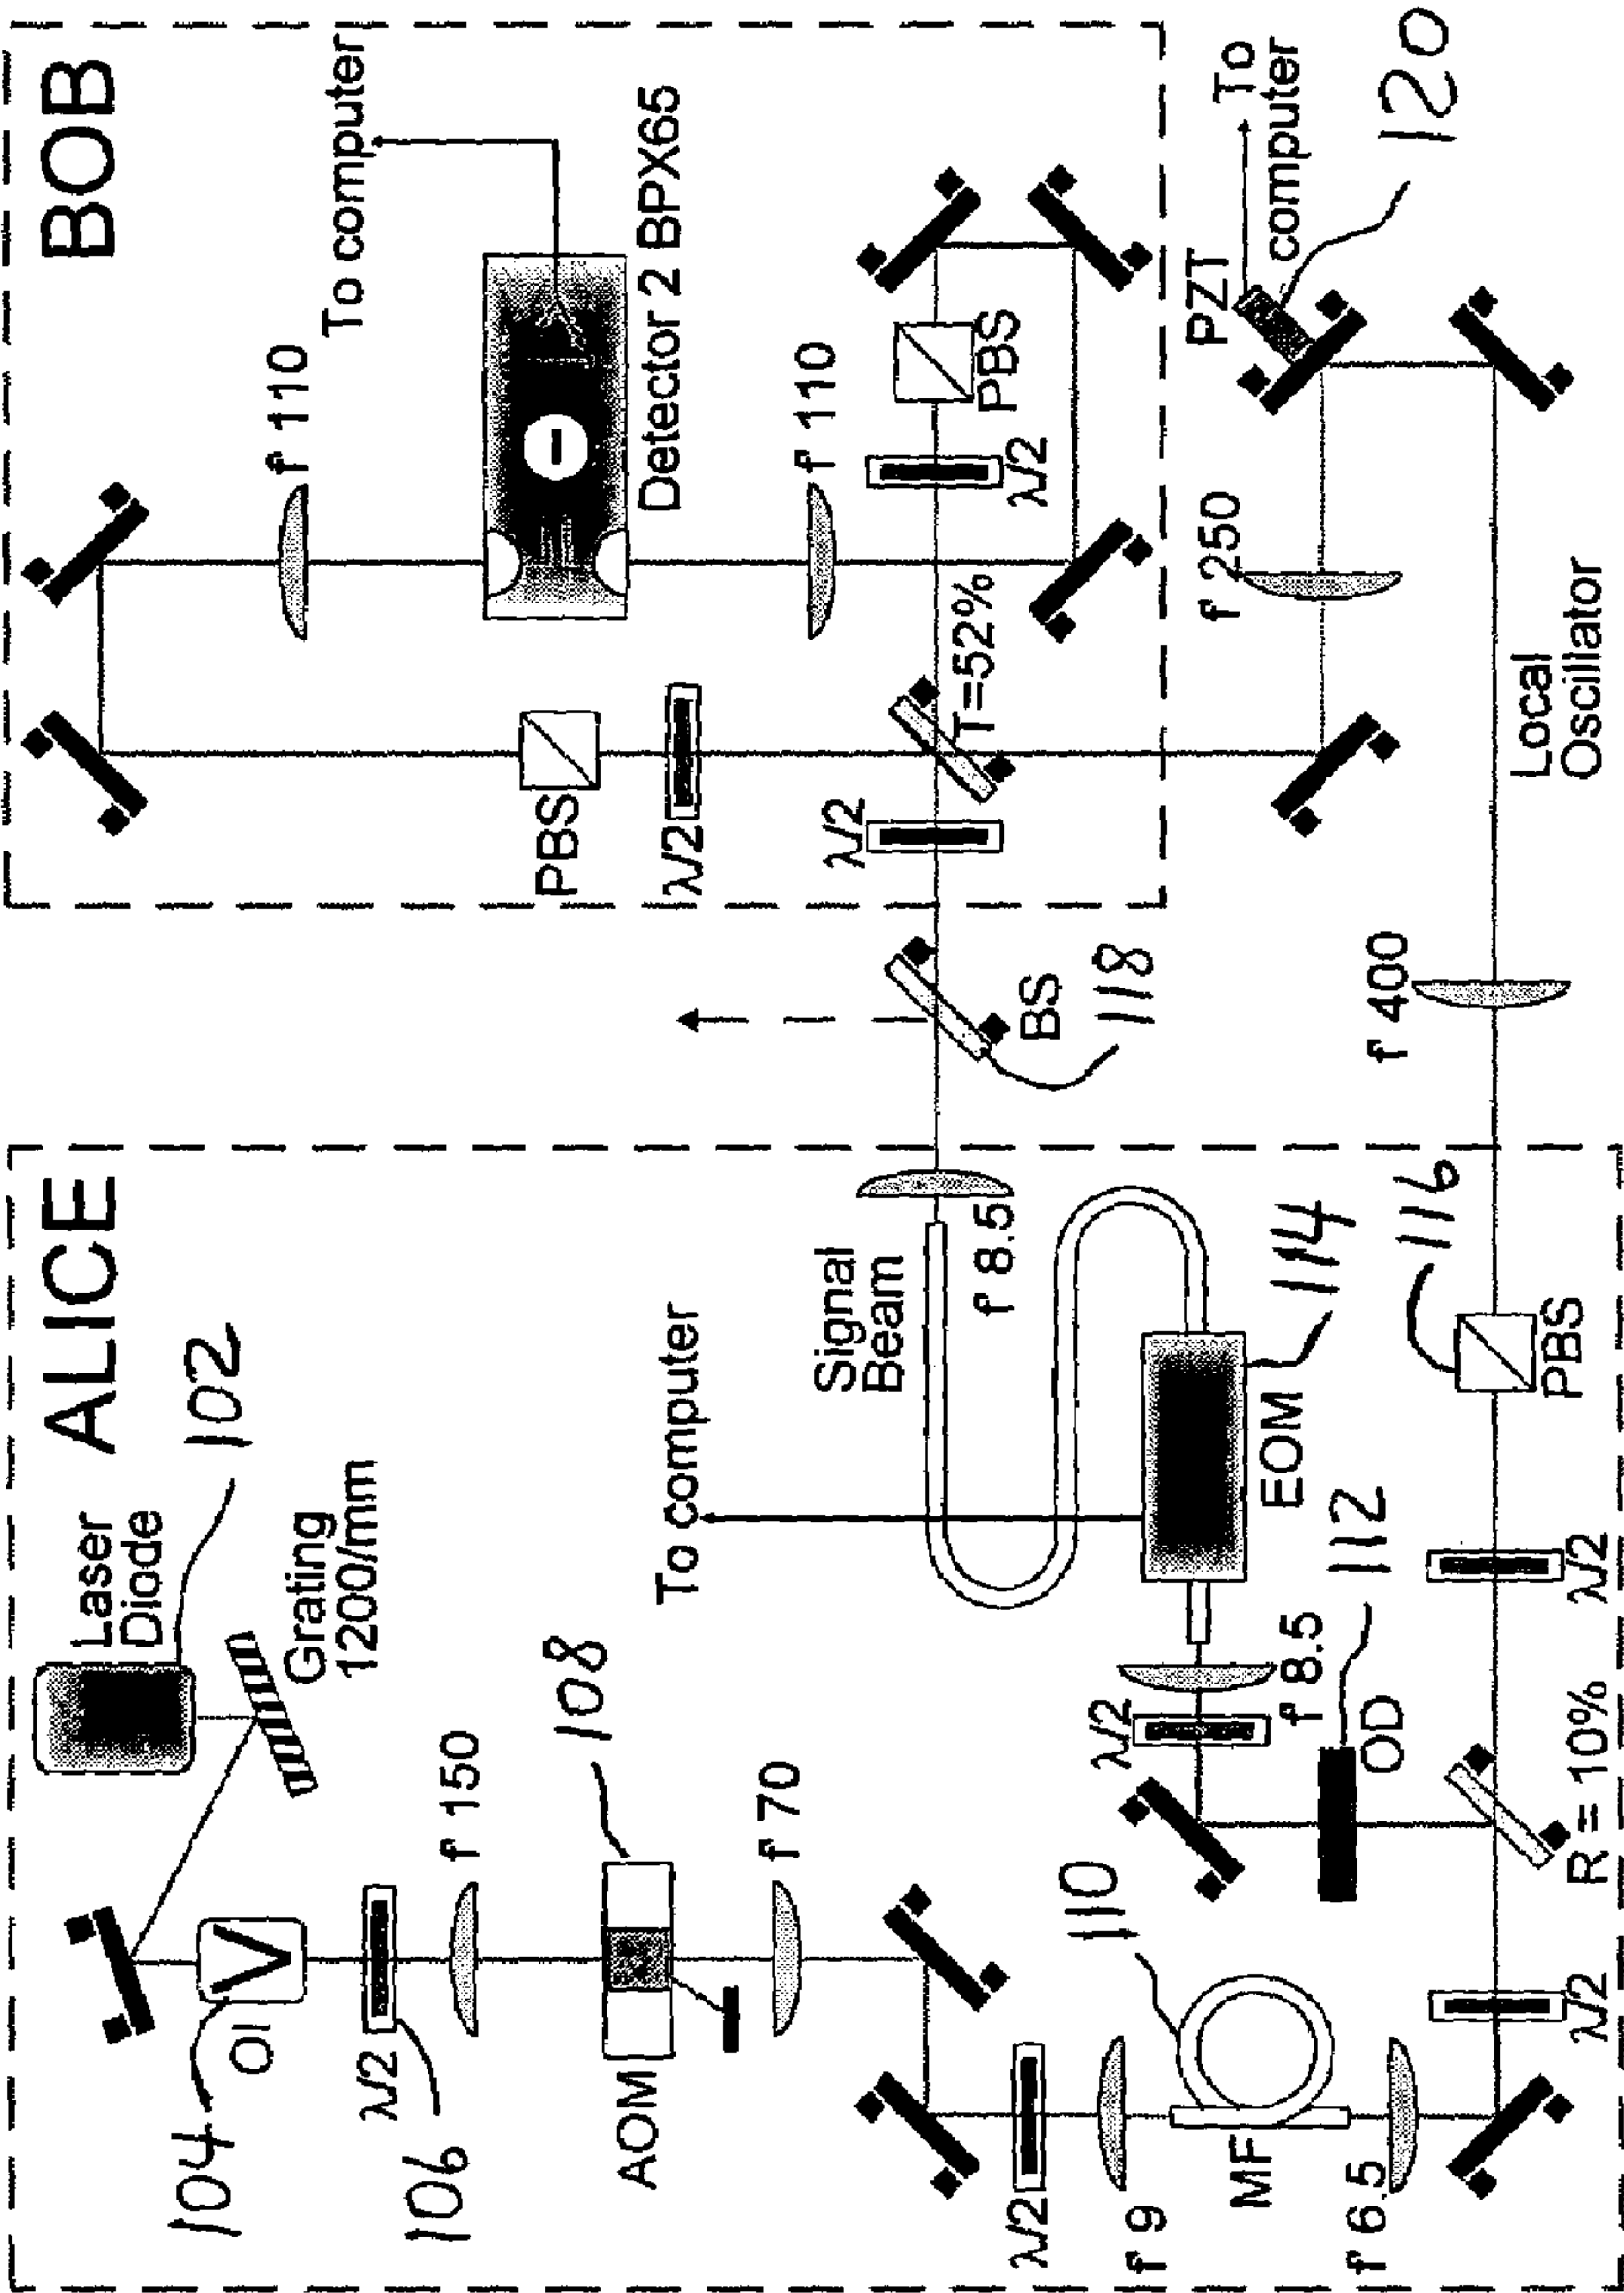 ALICE
Laser
Diode
102
Grating
1200/mm
104
OI
λ/2
106
f' 150
AOM
108
f' 70
λ/2
f' 9
MF
110
f' 6.5
λ/2
R = 10%
OD
112
λ/2
f' 8.5
EOM
114
To computer
Signal
Beam
f' 8.5
λ/2
PBS
116
BS
118
f' 400
Local
Oscillator
f' 250
PZT
To
computer
120
BOB
λ/2
T=52%
λ/2
PBS
f' 110
To computer
Detector 2 BPX65
f' 110
λ/2
PBS